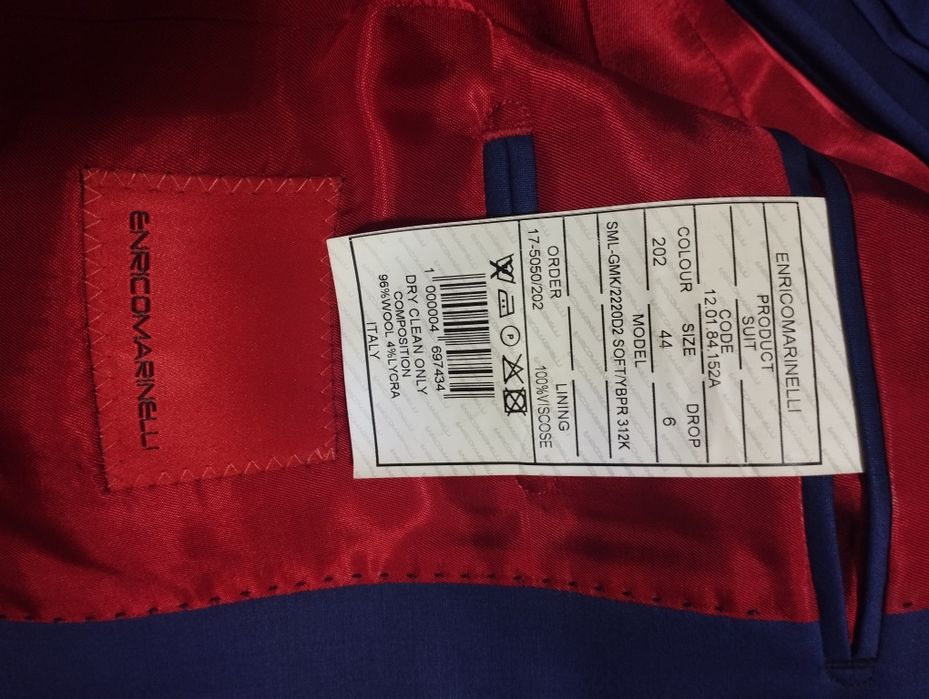 ENRICOMARINELLI
ENRICOMARINELLI
PRODUCT
SUIT
CODE
12.01.84.152A
COLOUR SIZE DROP
202 44 6
MODEL
SML-GMK/2220D2 SOFT/YBPR 312K
ORDER LINING
17-5050/202 100%VISCOSE
P
1 000004 697434
DRY CLEAN ONLY
COMPOSITION
96%WOOL 4%LYCRA
ITALY